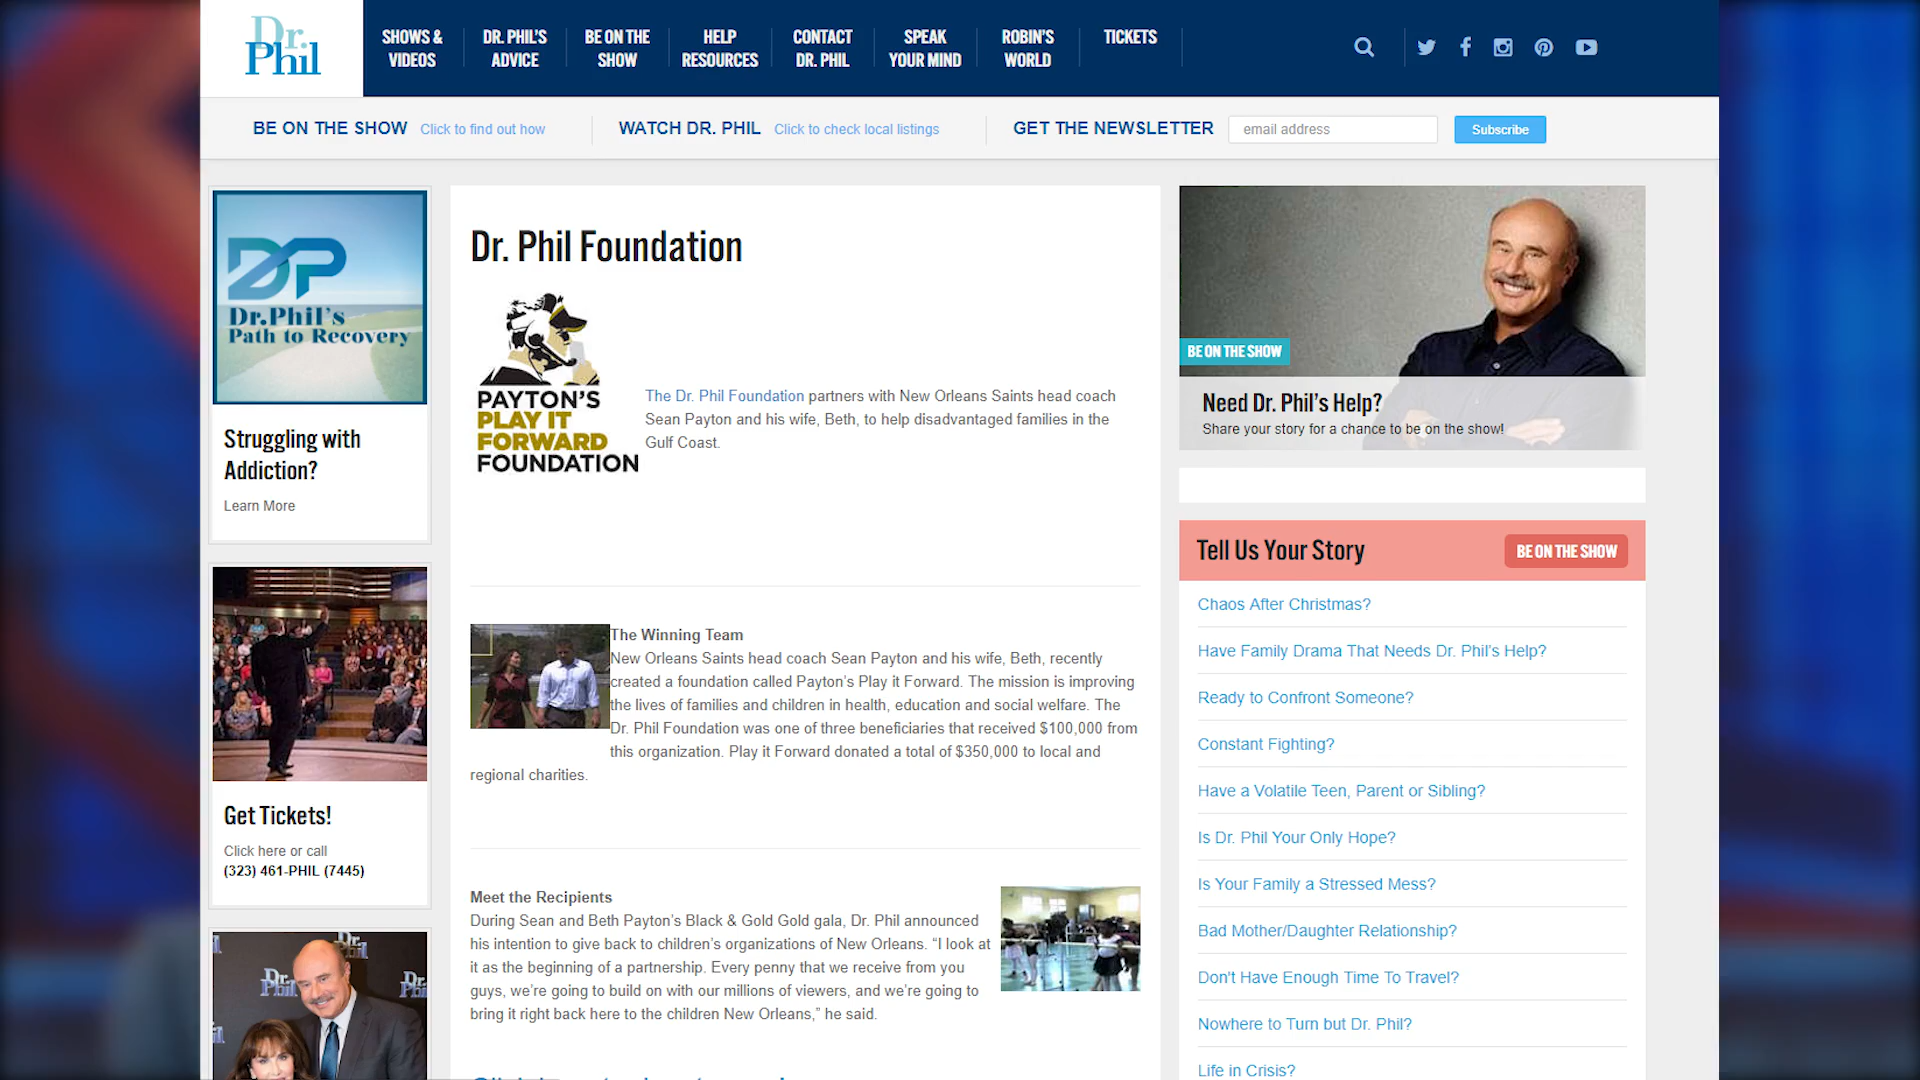 Dr.
Phil
SHOWS &
VIDEOS
DR. PHIL'S
ADVICE
BE ON THE
SHOW
HELP
RESOURCES
CONTACT
DR. PHIL
SPEAK
YOUR MIND
ROBIN'S
WORLD
TICKETS
BE ON THE SHOW Click to find out how
WATCH DR. PHIL Click to check local listings
GET THE NEWSLETTER email address Subscribe
DP
Dr.Phil's
Path to Recovery
Struggling with
Addiction?
Learn More
Get Tickets!
Click here or call
(323) 461-PHIL (7445)
Dr.
Phil
Dr.
Phil
Dr. Phil Foundation
PAYTON'S
PLAY IT
FORWARD
FOUNDATION
The Dr. Phil Foundation partners with New Orleans Saints head coach
Sean Payton and his wife, Beth, to help disadvantaged families in the
Gulf Coast.
The Winning Team
New Orleans Saints head coach Sean Payton and his wife, Beth, recently
created a foundation called Payton's Play it Forward. The mission is improving
the lives of families and children in health, education and social welfare. The
Dr. Phil Foundation was one of three beneficiaries that received $100,000 from
this organization. Play it Forward donated a total of $350,000 to local and
regional charities.
Meet the Recipients
During Sean and Beth Payton's Black & Gold Gold gala, Dr. Phil announced
his intention to give back to children's organizations of New Orleans. “I look at
it as the beginning of a partnership. Every penny that we receive from you
guys, we're going to build on with our millions of viewers, and we're going to
bring it right back here to the children New Orleans,” he said.
BE ON THE SHOW
Need Dr. Phil's Help?
Share your story for a chance to be on the show!
Tell Us Your Story
BE ON THE SHOW
Chaos After Christmas?
Have Family Drama That Needs Dr. Phil's Help?
Ready to Confront Someone?
Constant Fighting?
Have a Volatile Teen, Parent or Sibling?
Is Dr. Phil Your Only Hope?
Is Your Family a Stressed Mess?
Bad Mother/Daughter Relationship?
Don't Have Enough Time To Travel?
Nowhere to Turn but Dr. Phil?
Life in Crisis?